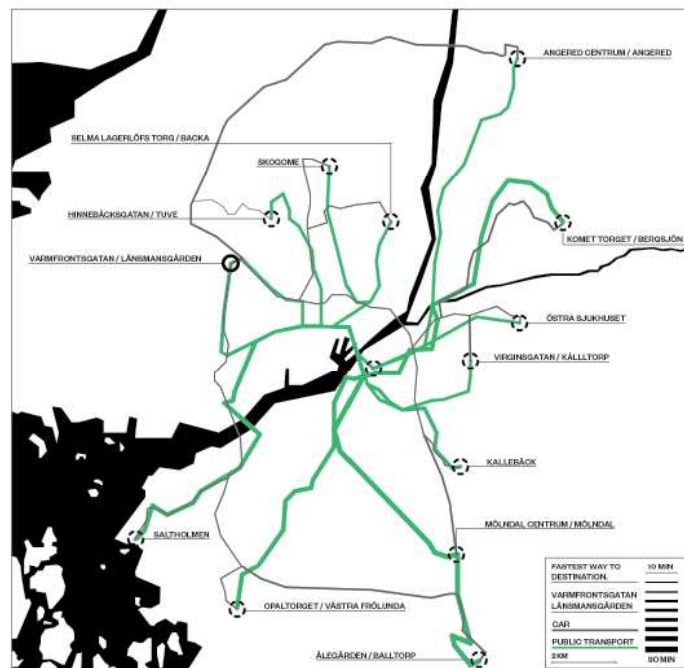 ANGERED CENTRUM / ANGERED
SELMA LAGERLÖFS TORG / BACKA
SKOGOME
HINNEBÄCKSGATAN / TUVE
KOMET TORGET / BERGSJÖN
VARMFRONTSGATAN / LÄNSMANSGÅRDEN
ÖSTRA SJUKHUSET
VIRGINSGATAN / KÅLLLTORP
KALLEBÄCK
MÖLNDAL CENTRUM / MÖLNDAL
SALTHOLMEN
OPALTORGET / VÄSTRA FRÖLUNDA
ÅLEGÅRDEN / BALLTORP
FASTEST WAY TO
DESTINATION.
10 MIN
VARMFRONTSGATAN
LÄNSMANSGÅRDEN
CAR
PUBLIC TRANSPORT
2KM
90 MIN